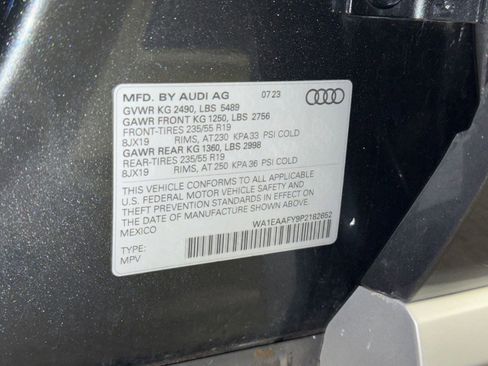 MFD. BY AUDI AG 07 23
GVWR KG 2490, LBS 5489
GAWR FRONT KG 1250, LBS 2756
FRONT-TIRES 235/55 R19
8JX19 RIMS, AT 230 KPA 33 PSI COLD
GAWR REAR KG 1360, LBS 2998
REAR-TIRES 235/55 R19
8JX19 RIMS, AT 250 KPA 36 PSI COLD
THIS VEHICLE CONFORMS TO ALL APPLICABLE
U.S. FEDERAL MOTOR VEHICLE SAFETY AND
THEFT PREVENTION STANDARDS IN EFFECT ON
THE DATE OF MANUFACTURE SHOWN ABOVE.
MEXICO
WA1EAAFY9P2182652
TYPE:
MPV